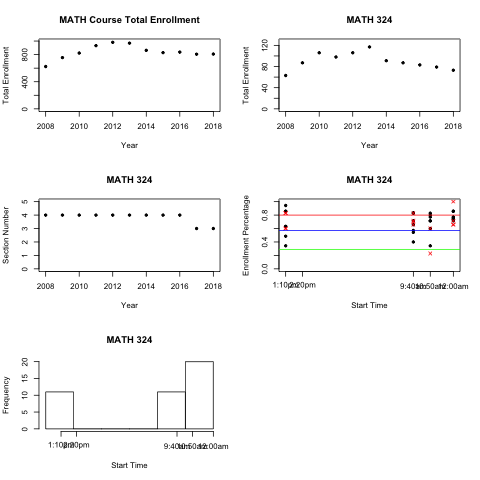 MATH Course Total Enrollment
Total Enrollment
0 400 800
2008 2010 2012 2014 2016 2018
Year
MATH 324
Total Enrollment
0 40 80 120
2008 2010 2012 2014 2016 2018
Year
MATH 324
Section Number
0 1 2 3 4 5
2008 2010 2012 2014 2016 2018
Year
MATH 324
Enrollment Percentage
0.0 0.4 0.8
1:10pm 2:20pm 9:40am 10:50am 12:00am
Start Time
MATH 324
Frequency
0 5 10 15 20
1:10pm 2:20pm 9:40am 10:50am 12:00am
Start Time